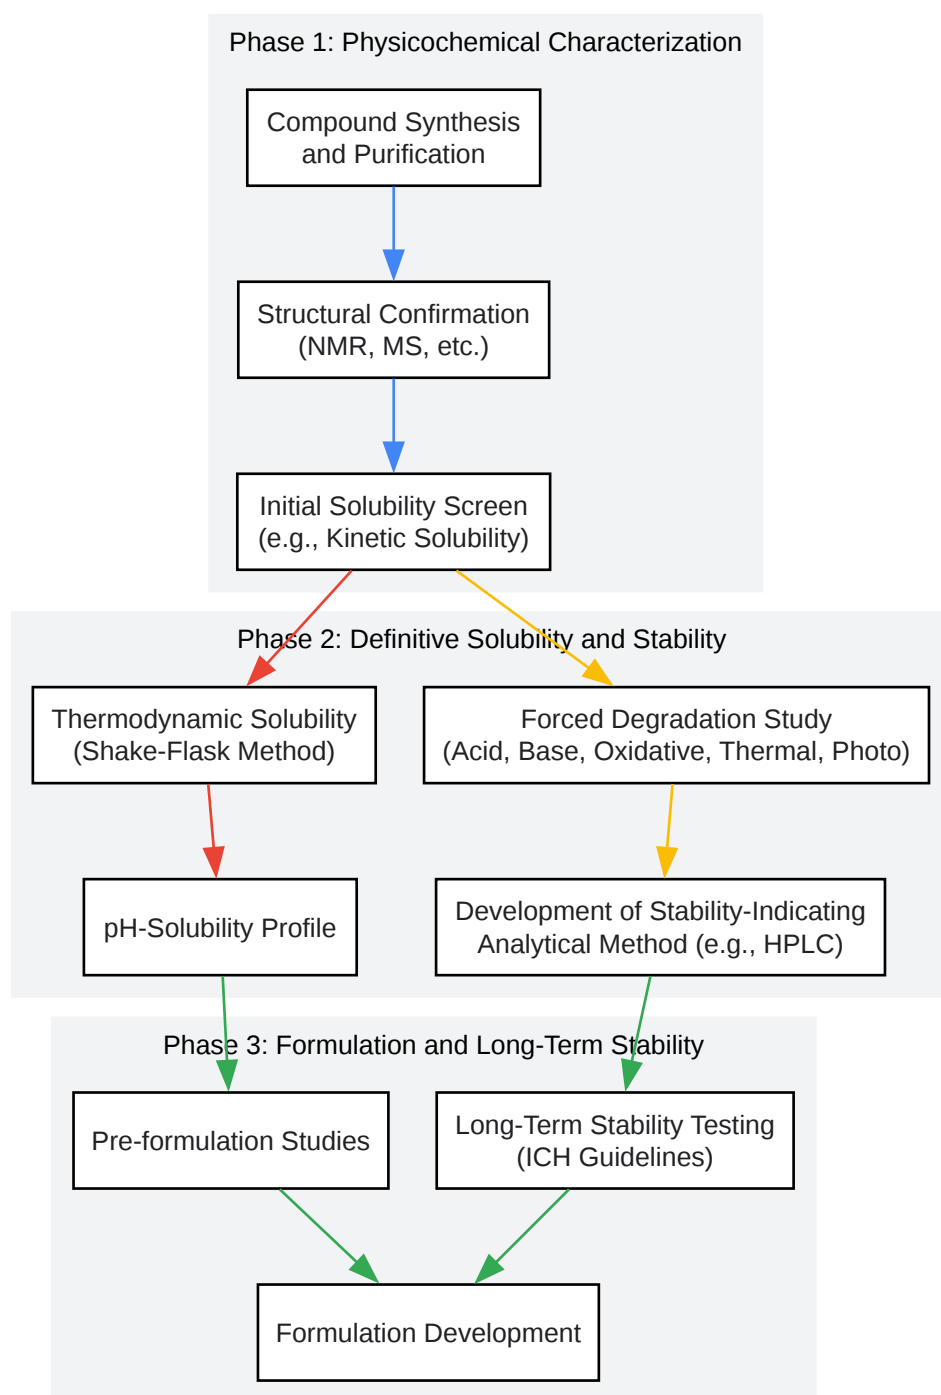 Phase 1: Physicochemical Characterization
Compound Synthesis
and Purification
Structural Confirmation
(NMR, MS, etc.)
Initial Solubility Screen
(e.g., Kinetic Solubility)
Phase 2: Definitive Solubility and Stability
Thermodynamic Solubility
(Shake-Flask Method)
Forced Degradation Study
(Acid, Base, Oxidative, Thermal, Photo)
pH-Solubility Profile
Development of Stability-Indicating
Analytical Method (e.g., HPLC)
Phase 3: Formulation and Long-Term Stability
Pre-formulation Studies
Long-Term Stability Testing
(ICH Guidelines)
Formulation Development